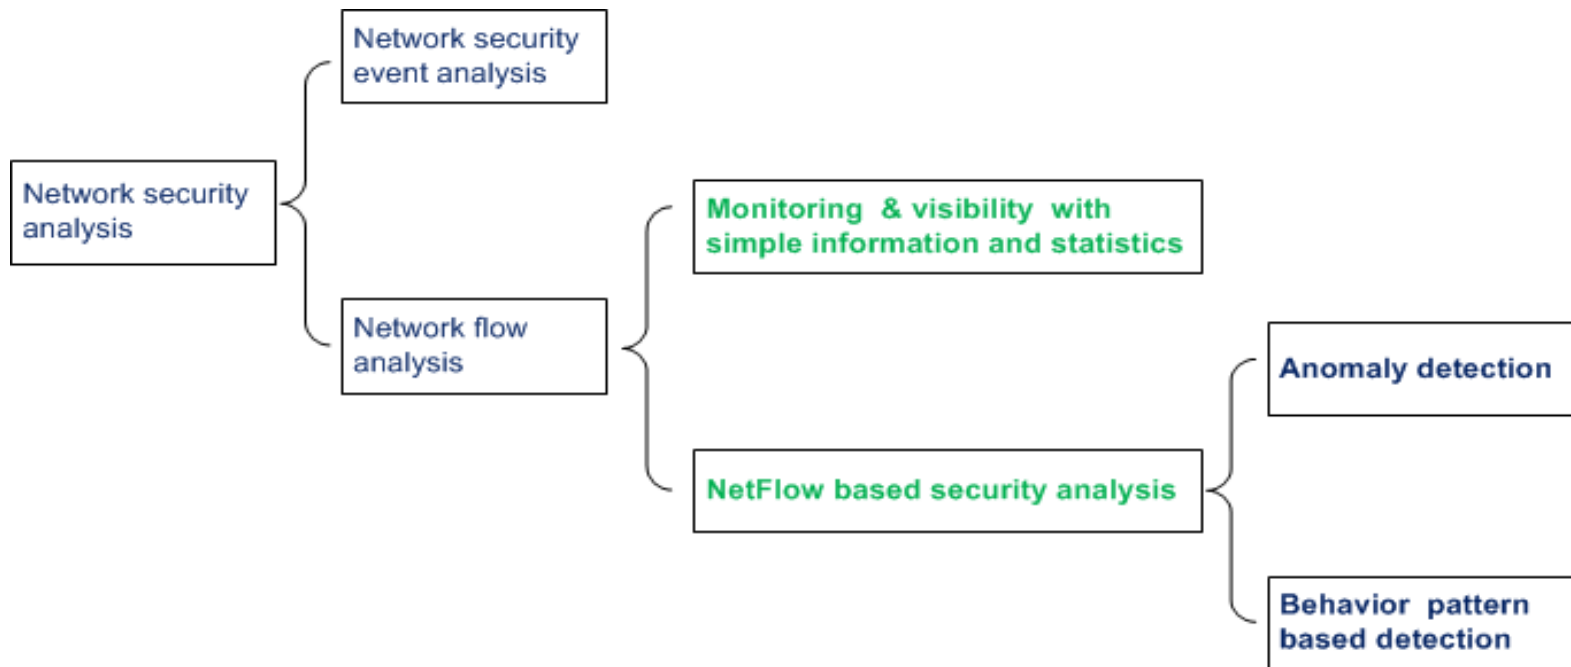 Network security
event analysis
Network security
analysis
Monitoring & visibility with
simple information and statistics
Network flow
analysis
Anomaly detection
NetFlow based security analysis
Behavior pattern
based detection